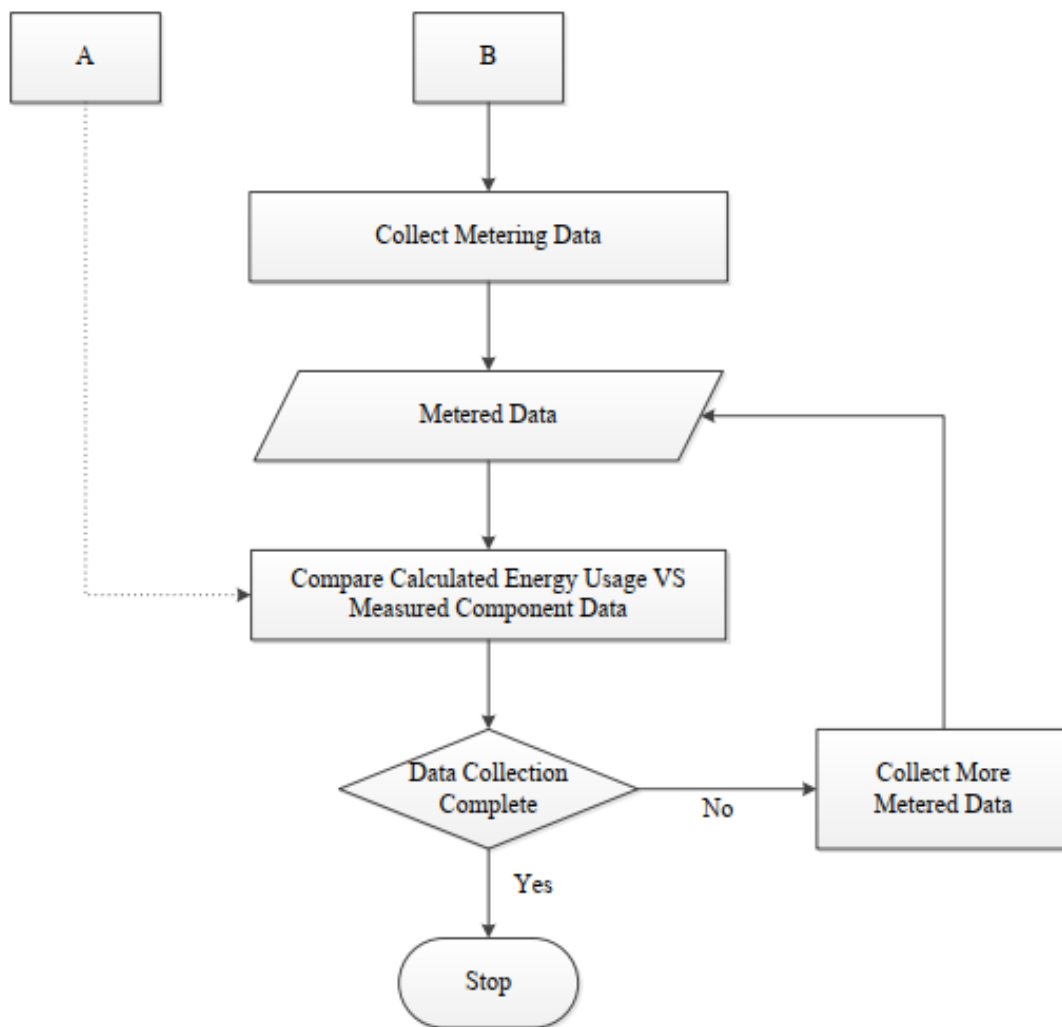 A
B
Collect Metering Data
Metered Data
Compare Calculated Energy Usage VS
Measured Component Data
Data Collection
Complete
No
Collect More
Metered Data
Yes
Stop